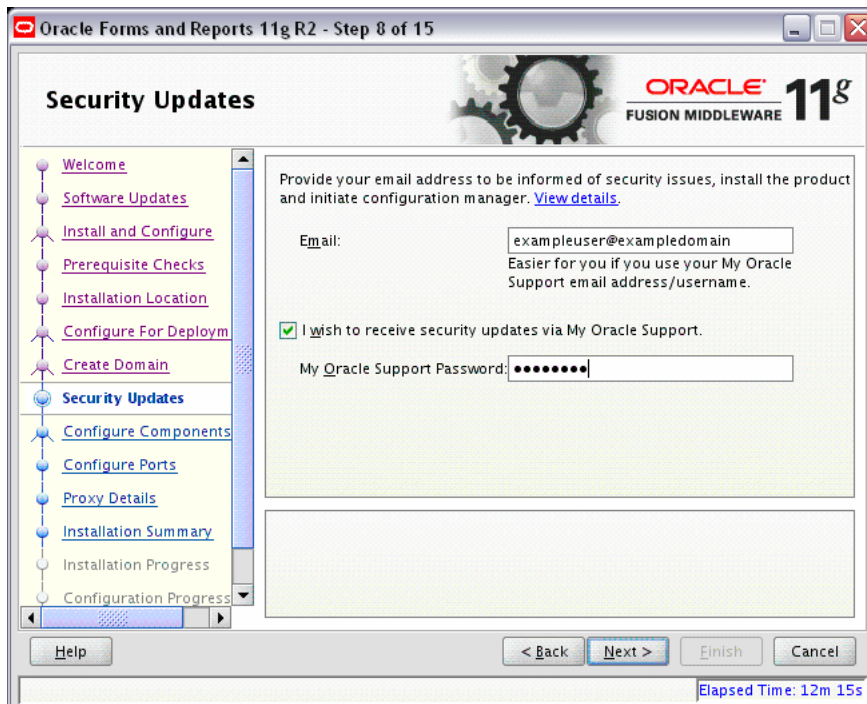 Oracle Forms and Reports 11g R2 - Step 8 of 15
Security Updates
ORACLE
FUSION MIDDLEWARE
11g
Welcome
Software Updates
Install and Configure
Prerequisite Checks
Installation Location
Configure For Deploym
Create Domain
Security Updates
Configure Components
Configure Ports
Proxy Details
Installation Summary
Installation Progress
Configuration Progress
Provide your email address to be informed of security issues, install the product
and initiate configuration manager. View details.
Email: exampleuser@exampledomain
Easier for you if you use your My Oracle
Support email address/username.
I wish to receive security updates via My Oracle Support.
My Oracle Support Password: ●●●●●●●●
Help < Back Next > Finish Cancel
Elapsed Time: 12m 15s